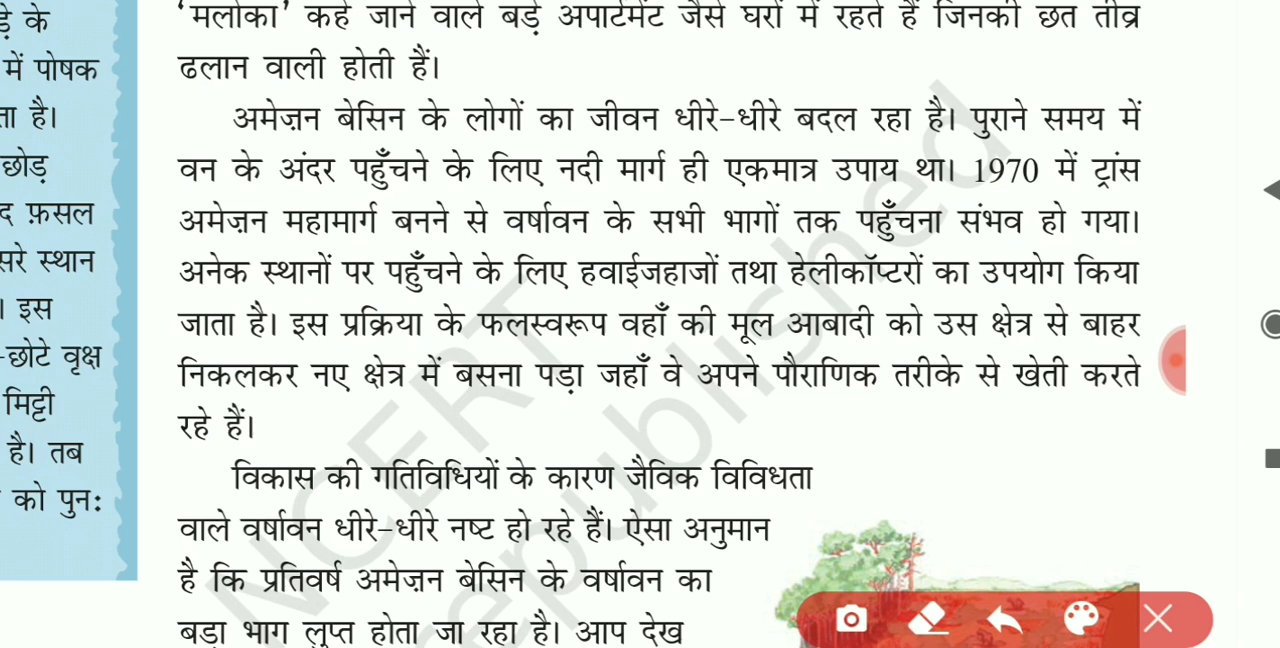 ड़े के
में पोषक
ता है।
छोड़
द फ़सल
सरे स्थान
। इस
-छोटे वृक्ष
मिट्टी
है। तब
को पुनः
'मलोका' कहे जाने वाले बड़े अपार्टमेंट जैसे घरों में रहते हैं जिनकी छत तीव्र
ढलान वाली होती हैं।
अमेज़न बेसिन के लोगों का जीवन धीरे-धीरे बदल रहा है। पुराने समय में
वन के अंदर पहुँचने के लिए नदी मार्ग ही एकमात्र उपाय था। 1970 में ट्रांस
अमेज़न महामार्ग बनने से वर्षावन के सभी भागों तक पहुँचना संभव हो गया।
अनेक स्थानों पर पहुँचने के लिए हवाईजहाजों तथा हेलीकॉप्टरों का उपयोग किया
जाता है। इस प्रक्रिया के फलस्वरूप वहाँ की मूल आबादी को उस क्षेत्र से बाहर
निकलकर नए क्षेत्र में बसना पड़ा जहाँ वे अपने पौराणिक तरीके से खेती करते
रहे हैं।
विकास की गतिविधियों के कारण जैविक विविधता
वाले वर्षावन धीरे-धीरे नष्ट हो रहे हैं। ऐसा अनुमान
है कि प्रतिवर्ष अमेज़न बेसिन के वर्षावन का
बड़ा भाग लुप्त होता जा रहा है। आप देख
NCERT
republished